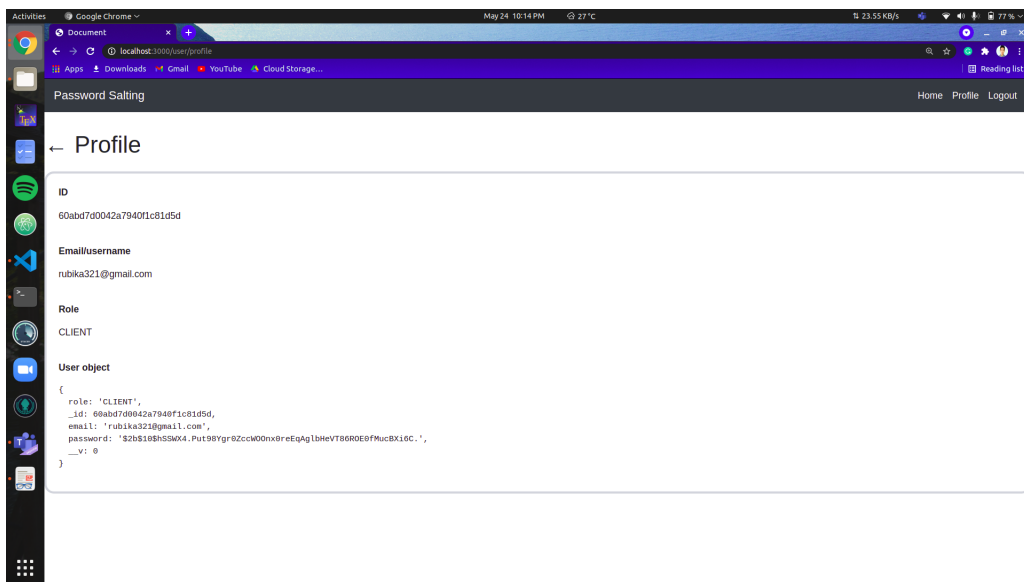 Activities
Google Chrome
May 24 10:14 PM
27 °C
23.55 KB/s
77 %
Document
localhost:3000/user/profile
Apps
Downloads
Gmail
YouTube
Cloud Storage...
Reading list
Password Salting
Home
Profile
Logout
← Profile
ID
60abd7d0042a7940f1c81d5d
Email/username
rubika321@gmail.com
Role
CLIENT
User object
{
role: 'CLIENT',
_id: 60abd7d0042a7940f1c81d5d,
email: 'rubika321@gmail.com',
password: '$2b$10$hSSWX4.Put98Ygr0ZccWOOnx0reEqAglbHeVT86ROE0fMucBXi6C.',
__v: 0
}